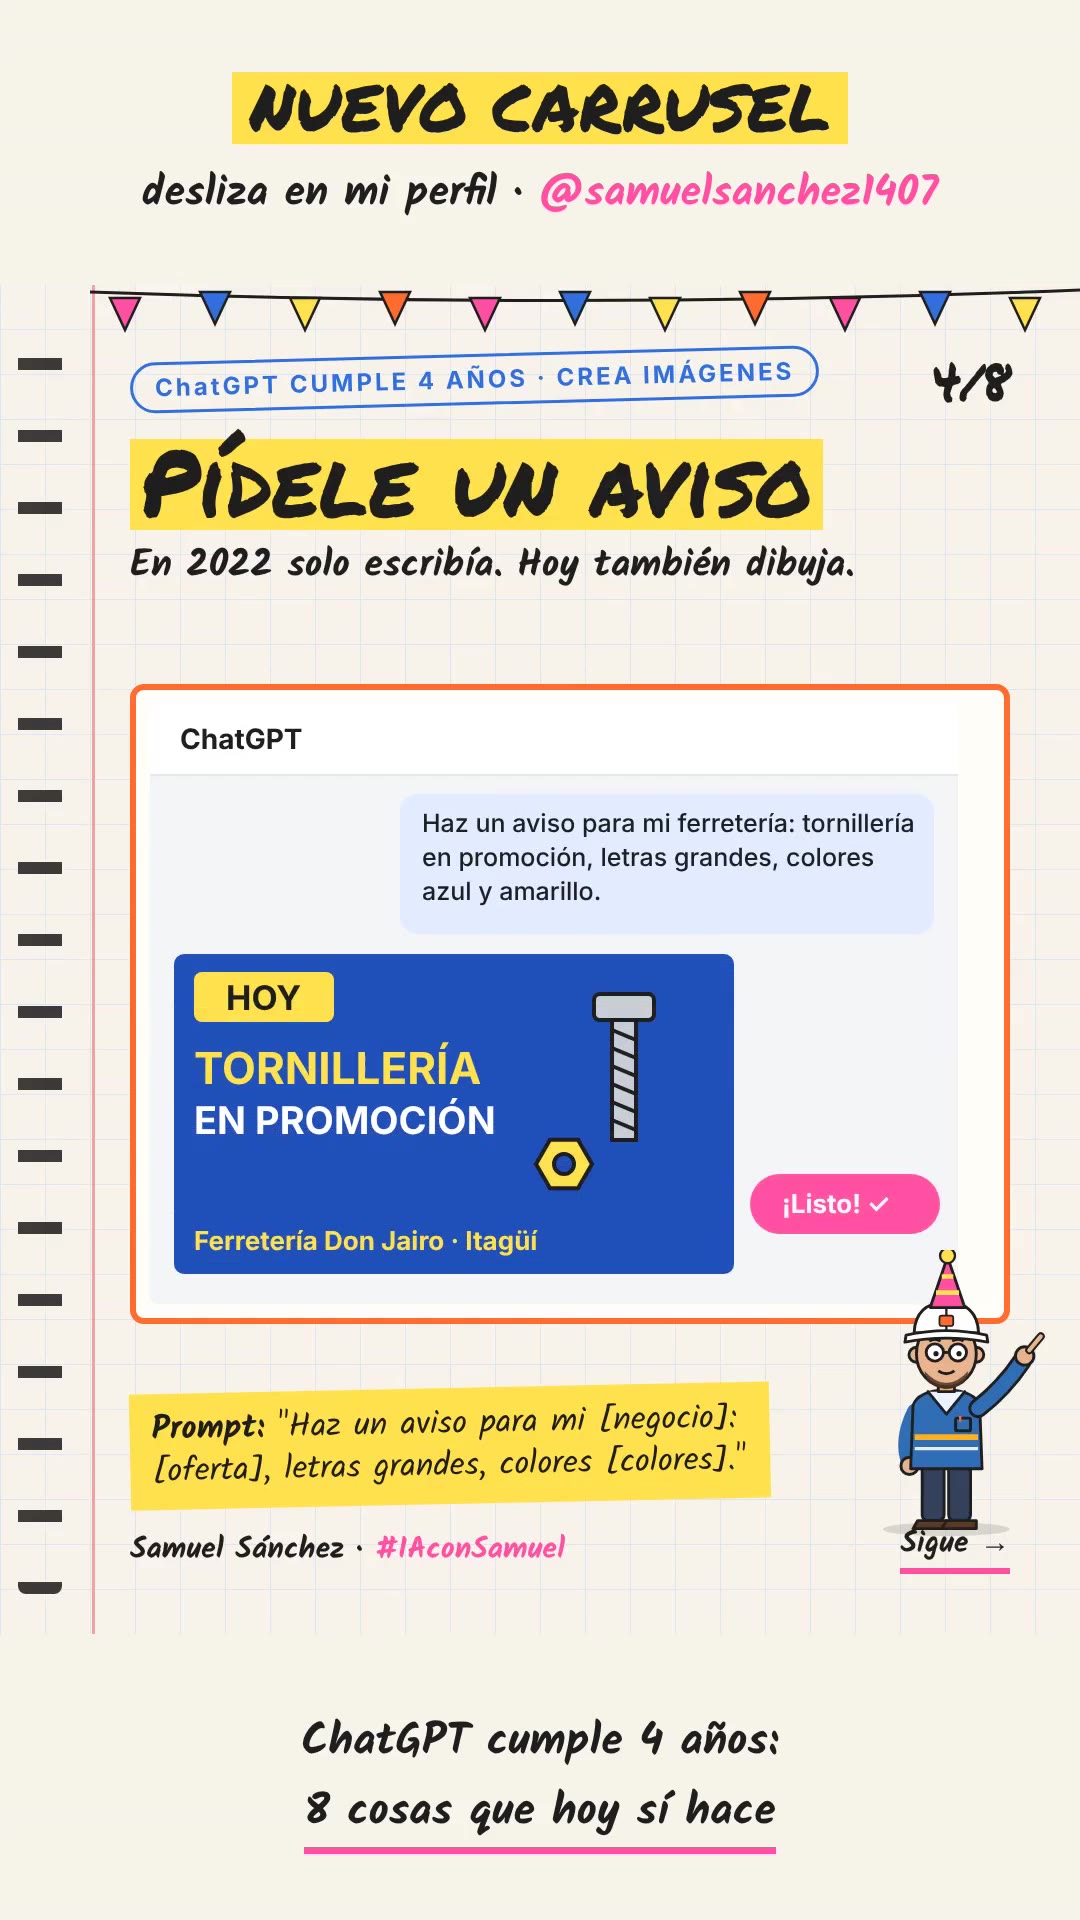 NUEVO CARRUSEL
desliza en mi perfil · @samuelsanchez1407
ChatGPT CUMPLE 4 AÑOS · CREA IMÁGENES
4/8
PÍDELE UN AVISO
En 2022 solo escribía. Hoy también dibuja.
ChatGPT
Haz un aviso para mi ferretería: tornillería
en promoción, letras grandes, colores
azul y amarillo.
HOY
TORNILLERÍA
EN PROMOCIÓN
Ferretería Don Jairo · Itagüí
¡Listo! ✓
Prompt: "Haz un aviso para mi [negocio]:
[oferta], letras grandes, colores [colores]."
Samuel Sánchez · #IAconSamuel
Sigue →
ChatGPT cumple 4 años:
8 cosas que hoy sí hace